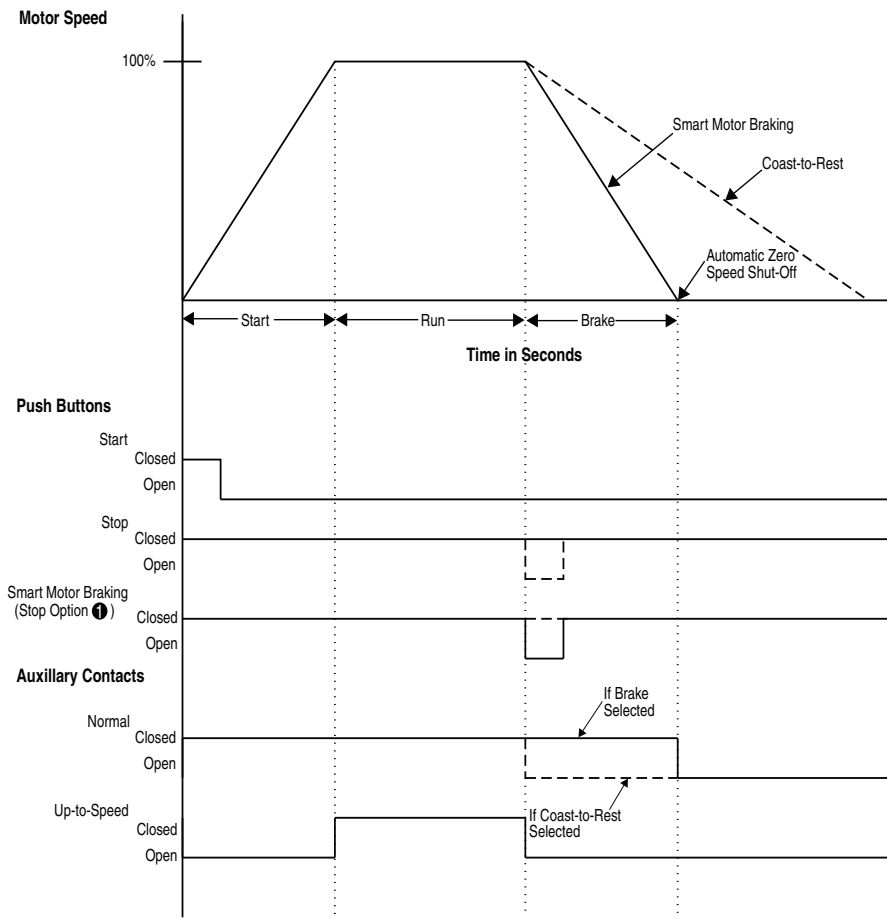 Motor Speed
100%
Smart Motor Braking
Coast-to-Rest
Automatic Zero
Speed Shut-Off
Start
Run
Brake
Time in Seconds
Push Buttons
Start
Closed
Open
Stop
Closed
Open
Smart Motor Braking
(Stop Option ❶)
Closed
Open
Auxillary Contacts
If Brake
Selected
Normal
Closed
Open
Up-to-Speed
If Coast-to-Rest
Selected
Closed
Open